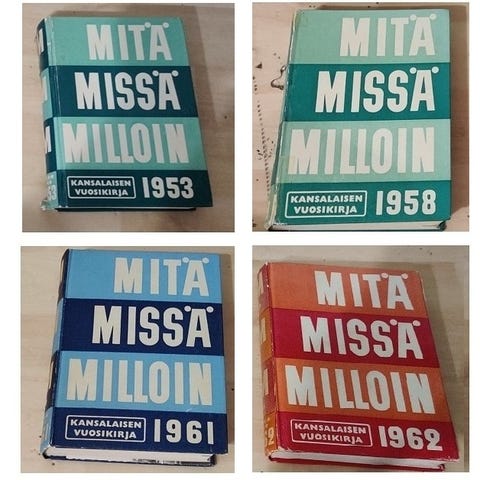 MITÄ
MISSÄ
MILLOIN
KANSALAISEN
VUOSIKIRJA 1953
MITÄ
MISSÄ
MILLOIN
KANSALAISEN
VUOSIKIRJA 1958
MITÄ
MISSÄ
MILLOIN
KANSALAISEN
VUOSIKIRJA 1961
MITÄ
MISSÄ
MILLOIN
KANSALAISEN
VUOSIKIRJA 1962